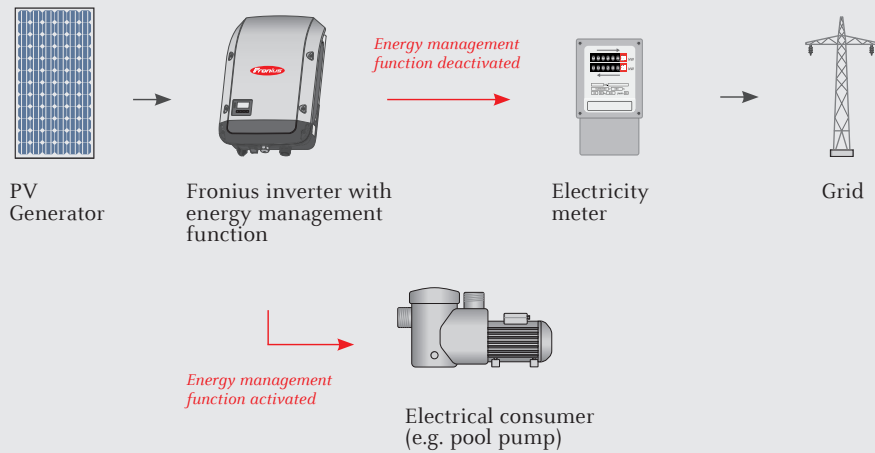 Energy management
function deactivated
Fronius
PV
Generator
Fronius inverter with
energy management
function
Electricity
meter
Grid
Energy management
function activated
Electrical consumer
(e.g. pool pump)